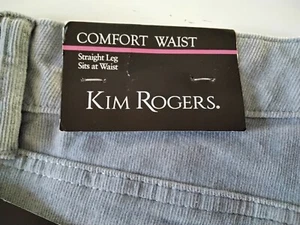 COMFORT WAIST
Straight Leg
Sits at Waist
KIM ROGERS.